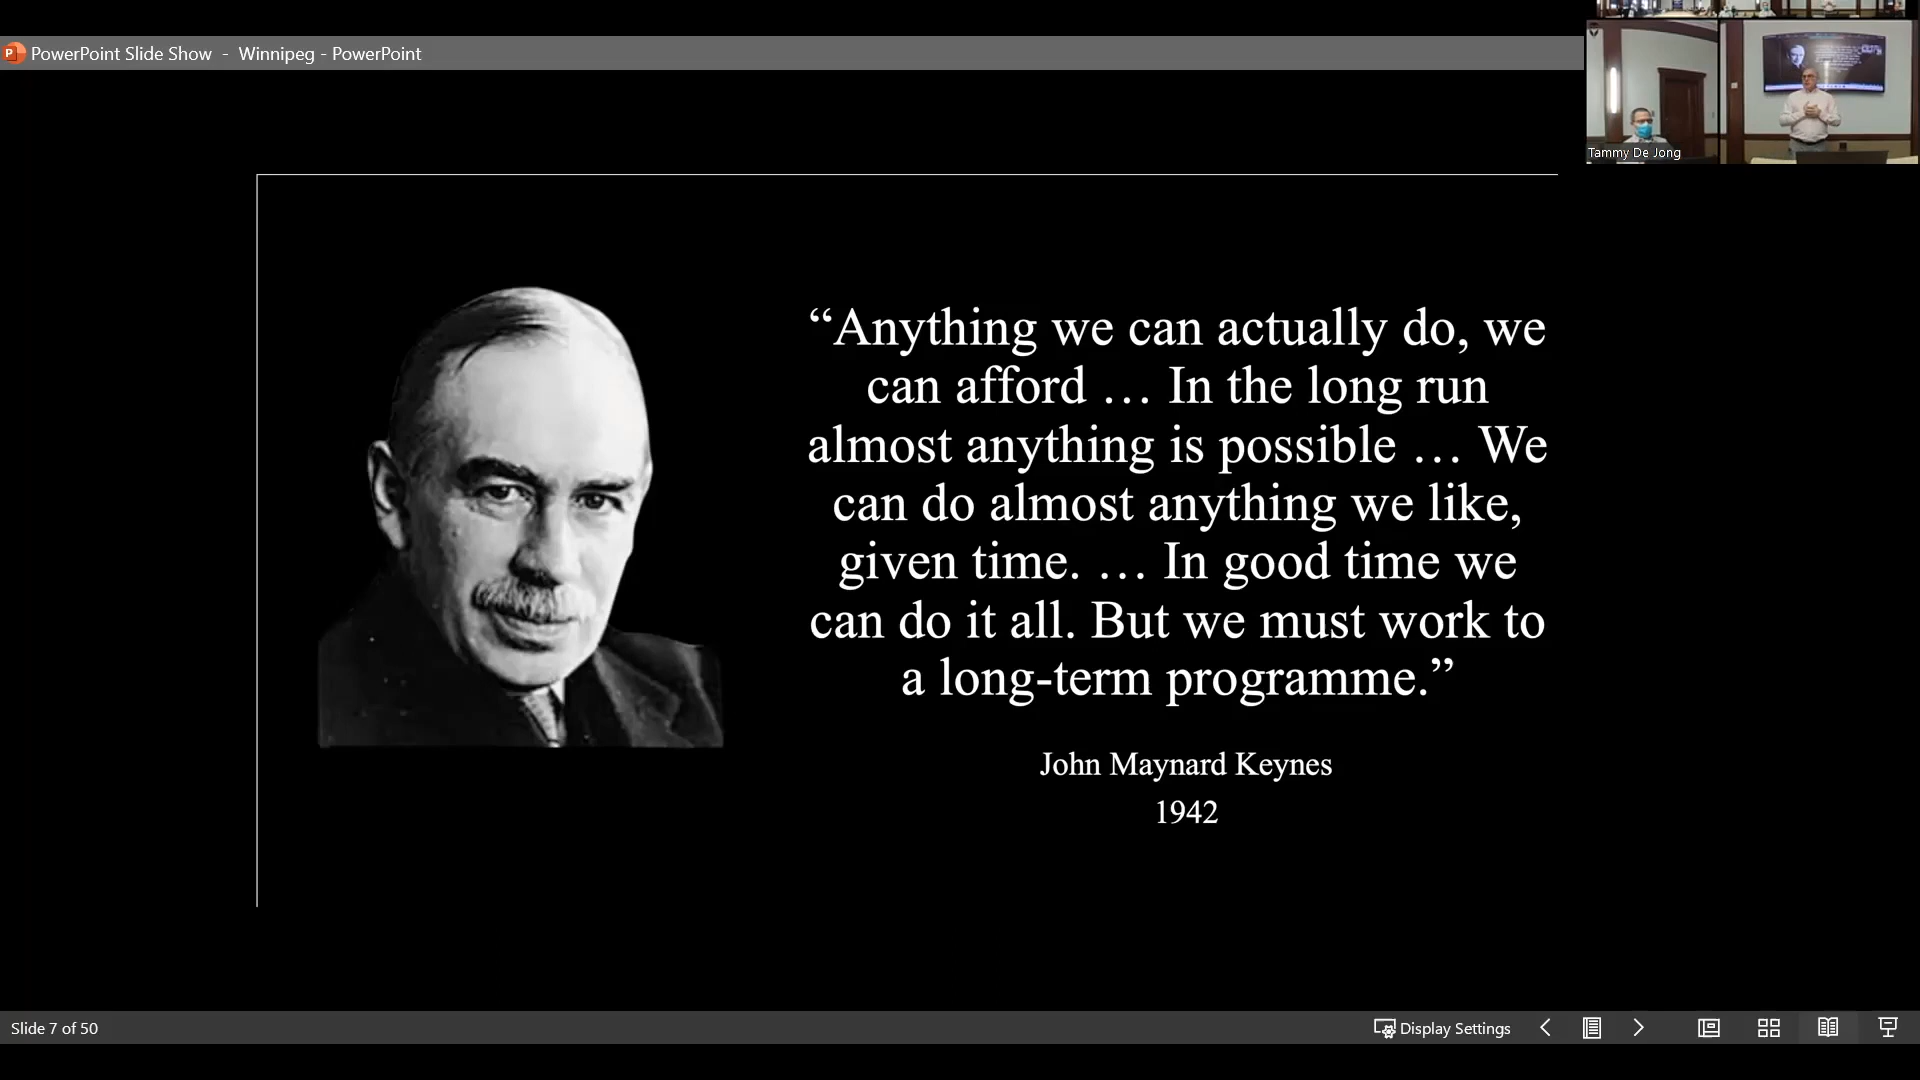 PowerPoint Slide Show - Winnipeg - PowerPoint
Tammy De Jong
“Anything we can actually do, we
can afford … In the long run
almost anything is possible … We
can do almost anything we like,
given time. … In good time we
can do it all. But we must work to
a long-term programme.”
John Maynard Keynes
1942
Slide 7 of 50
Display Settings